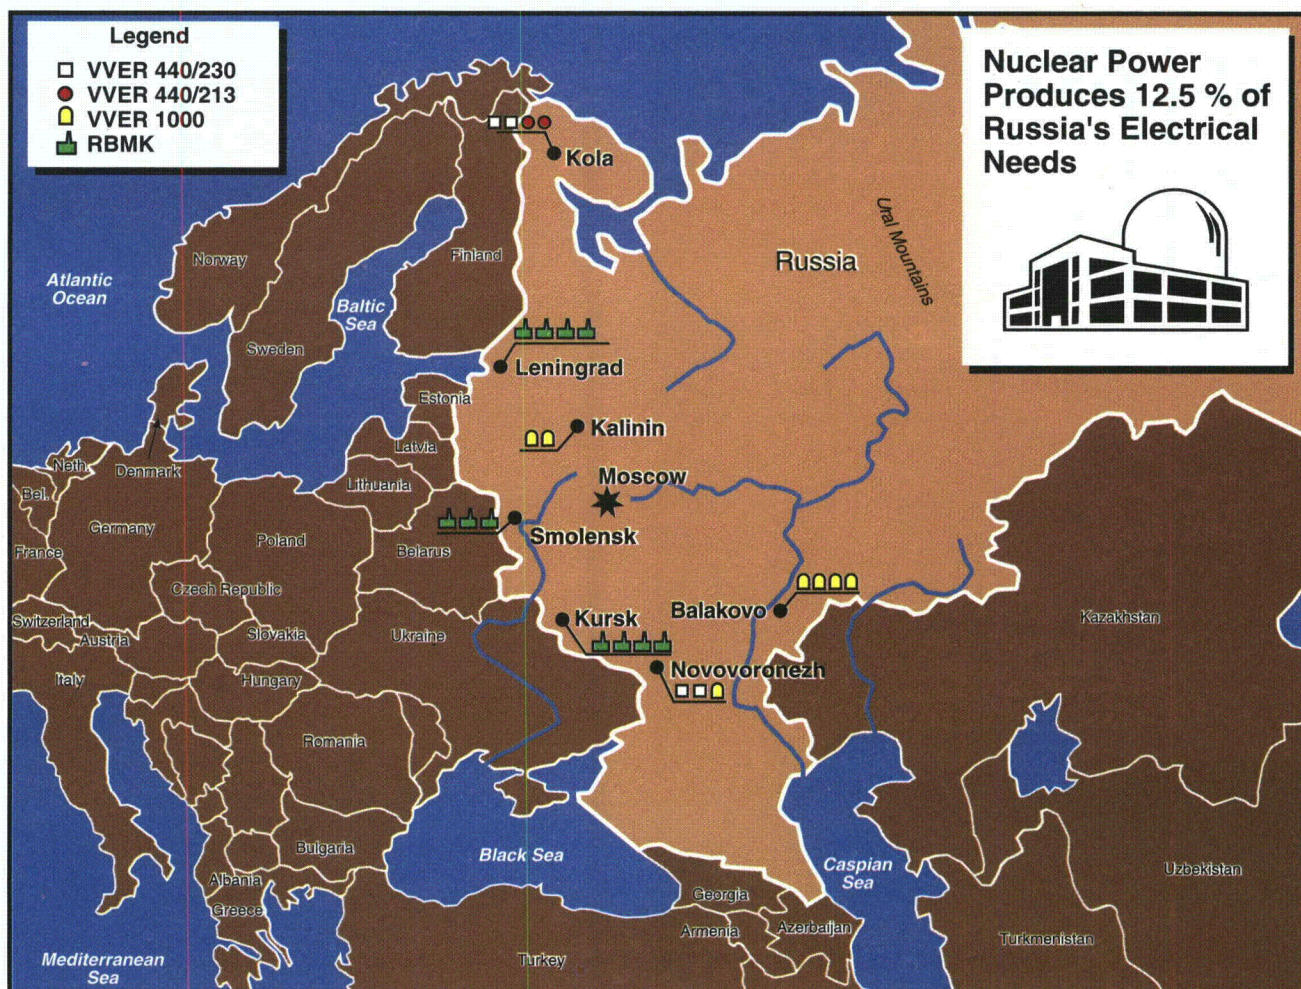 Legend
VVER 440/230
VVER 440/213
VVER 1000
RBMK
Nuclear Power
Produces 12.5 % of
Russia's Electrical
Needs
Kola
Ural Mountains
Russia
Norway
Finland
Atlantic
Ocean
Baltic
Sea
Sweden
Leningrad
Estonia
Kalinin
Latvia
Neth.
Denmark
Moscow
Lithuania
Bel.
Germany
Smolensk
Poland
Belarus
France
Czech Republic
Balakovo
Kursk
Kazakhstan
Switzerland
Austria
Slovakia
Ukraine
Italy
Hungary
Novovoronezh
Romania
Bulgaria
Black Sea
Caspian
Sea
Uzbekistan
Albania
Georgia
Greece
Armenia
Azerbaijan
Turkmenistan
Mediterranean
Sea
Turkey